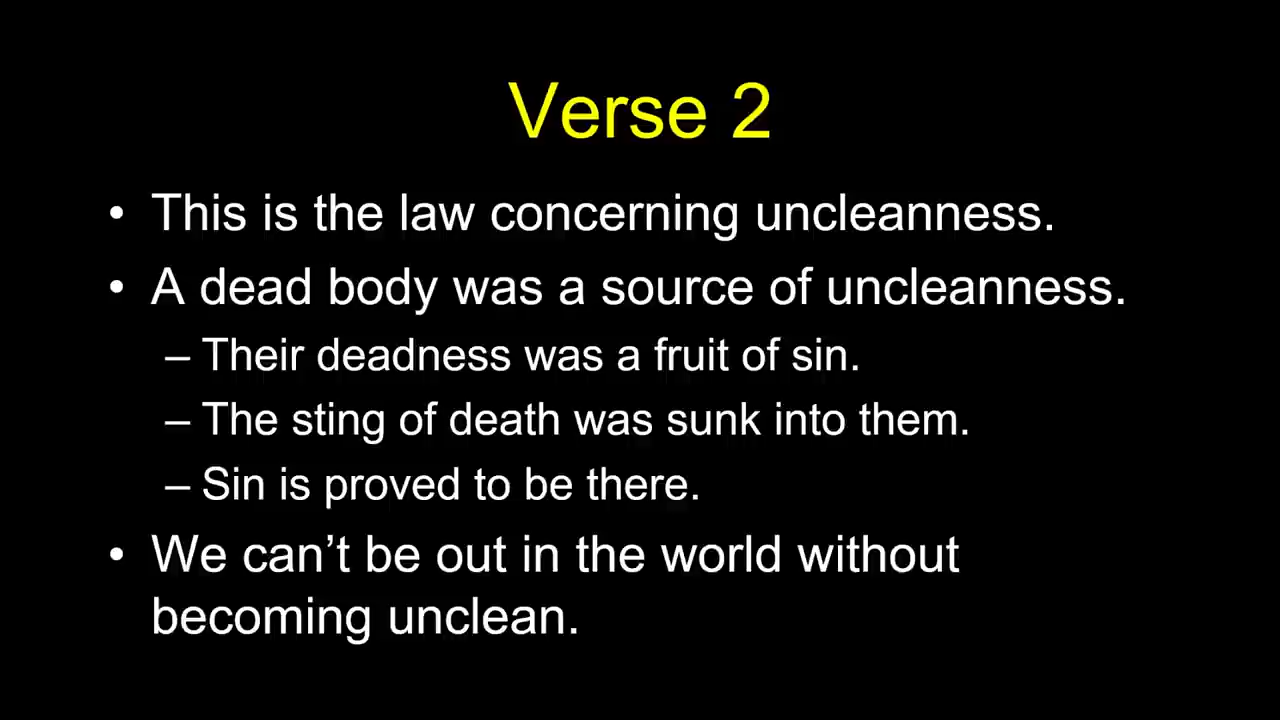 Verse 2
• This is the law concerning uncleanness.
• A dead body was a source of uncleanness.
– Their deadness was a fruit of sin.
– The sting of death was sunk into them.
– Sin is proved to be there.
• We can’t be out in the world without
becoming unclean.